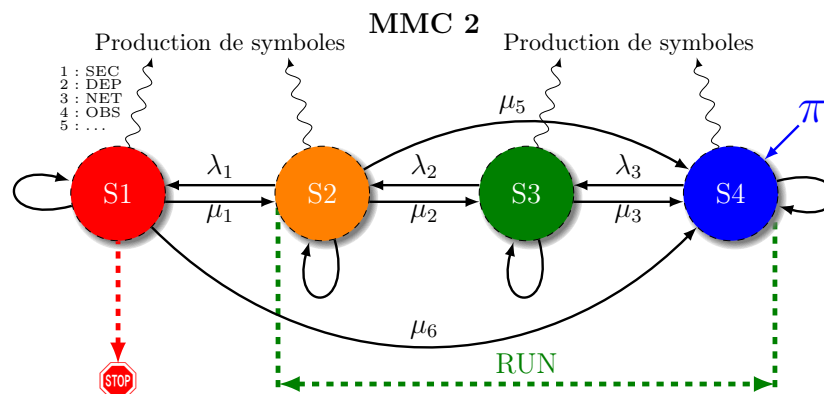 MMC 2
Production de symboles
Production de symboles
1 : SEC
2 : DEP
3 : NET
4 : OBS
5 : ...
μ5
π
λ1
λ2
λ3
S1
S2
S3
S4
μ1
μ2
μ3
μ6
RUN
STOP